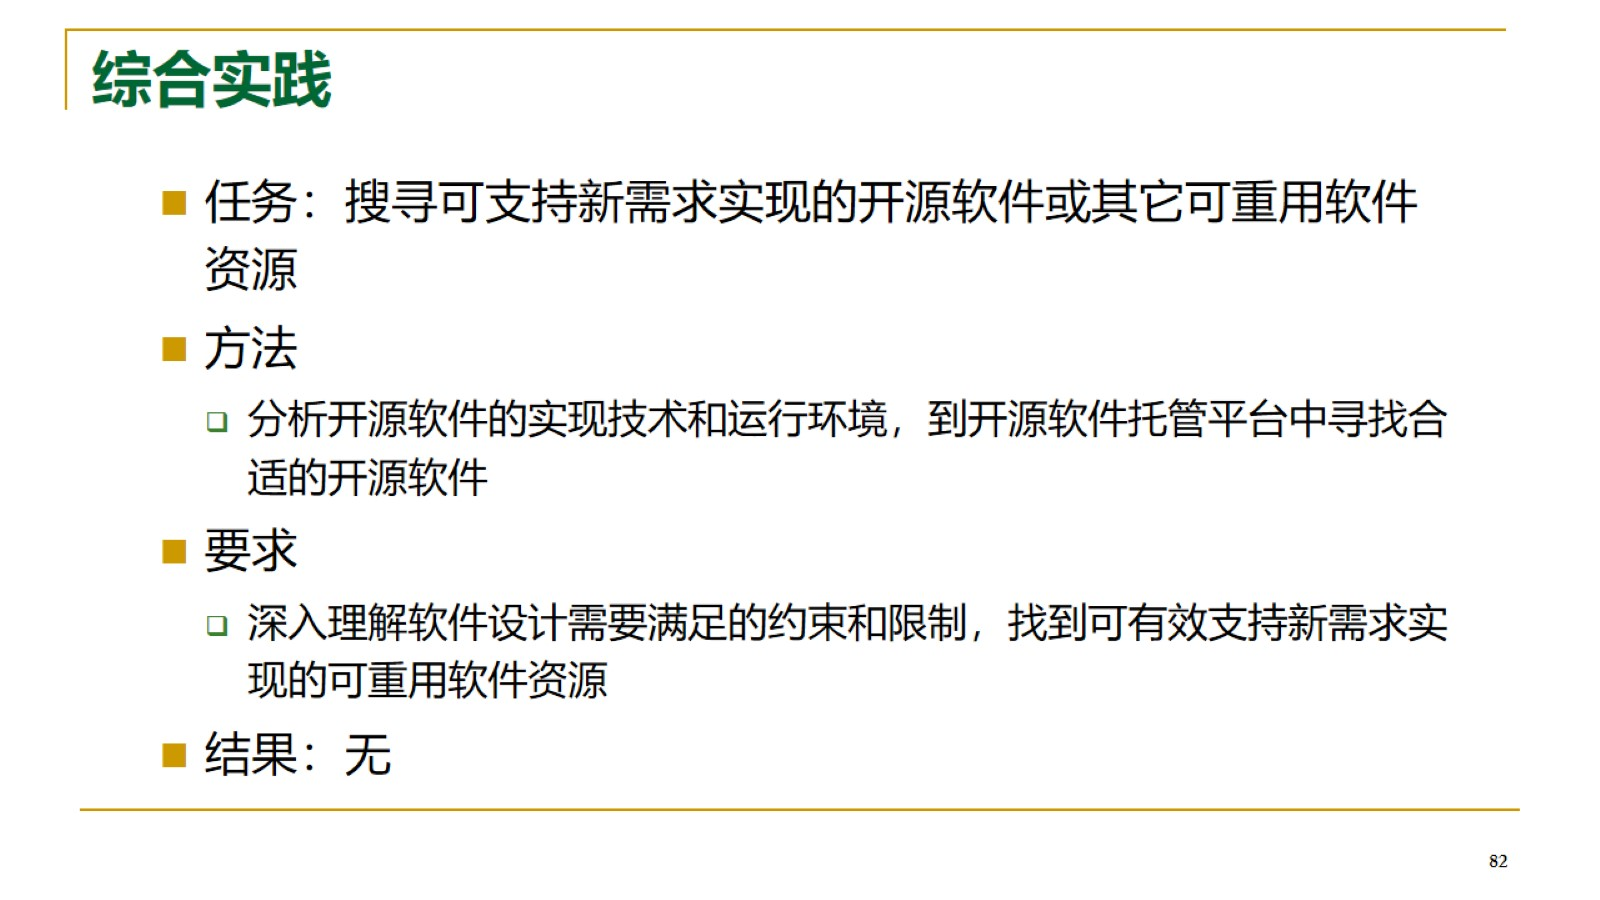 综合实践
任务：搜寻可支持新需求实现的开源软件或其它可重用软件
资源
方法
分析开源软件的实现技术和运行环境，到开源软件托管平台中寻找合
适的开源软件
要求
深入理解软件设计需要满足的约束和限制，找到可有效支持新需求实
现的可重用软件资源
结果：无
82